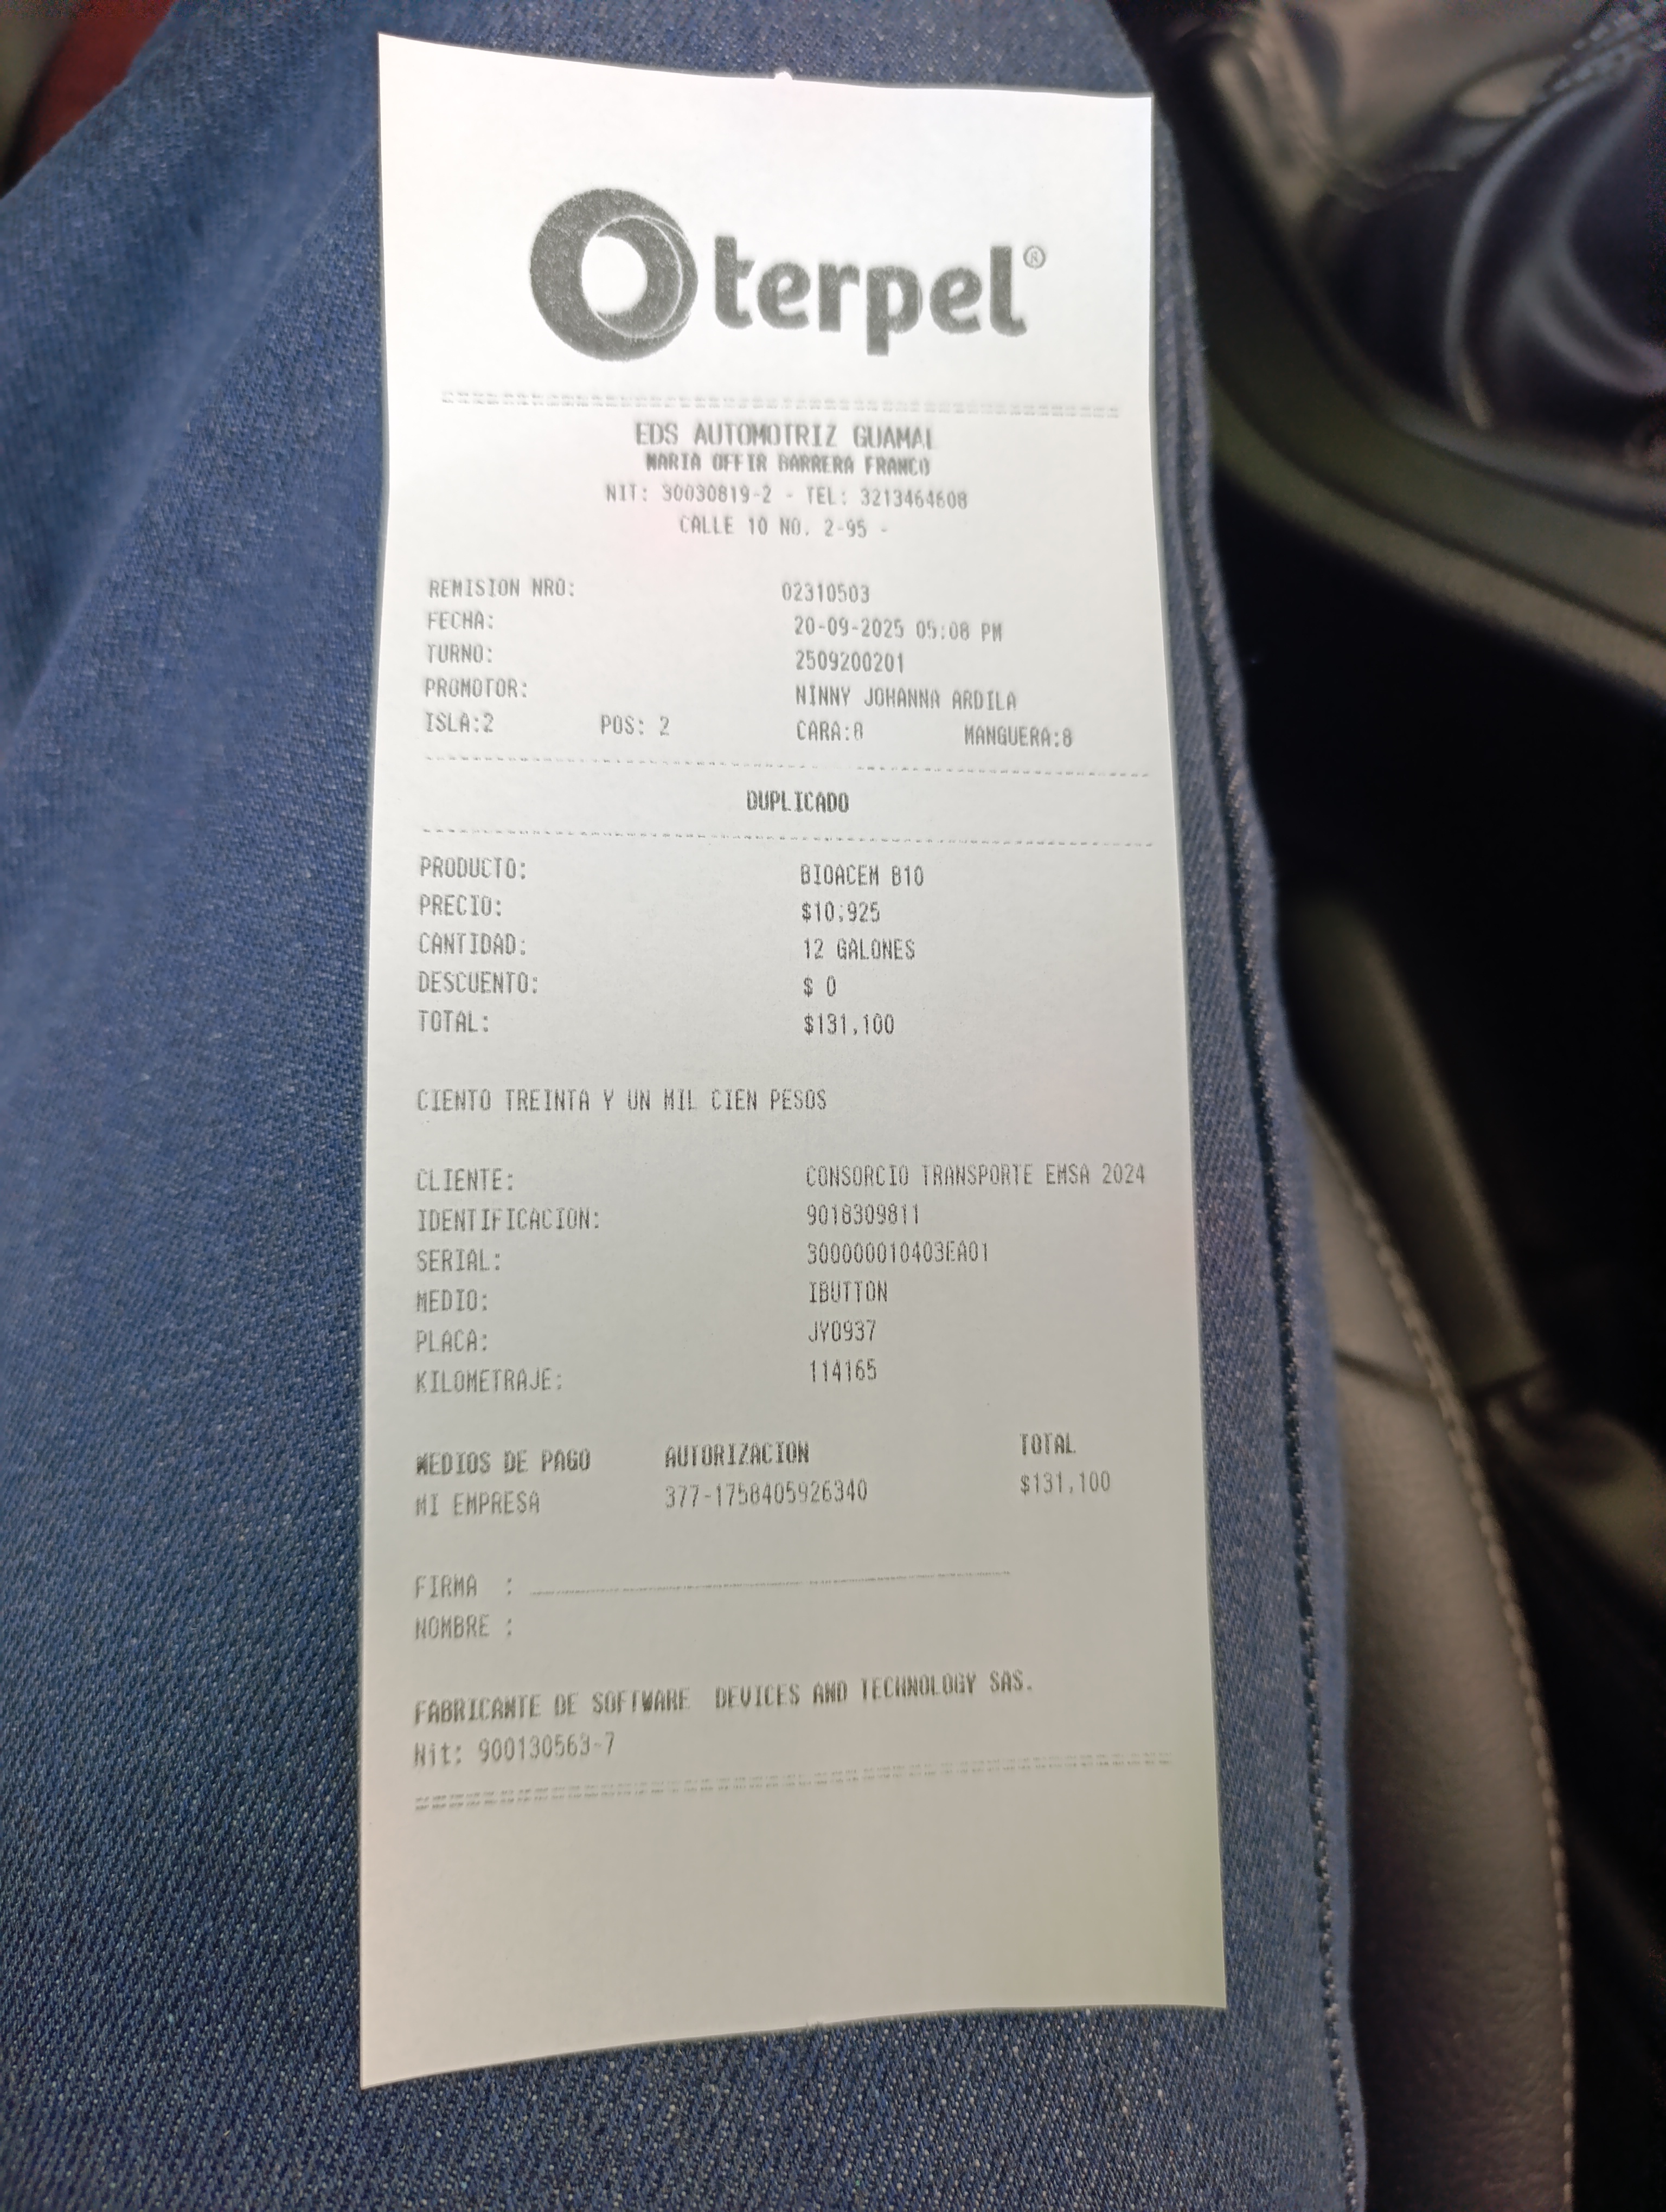 terpel®
EDS AUTOMOTRIZ GUAMAL
MARIA OFFIR BARRERA FRANCO
NIT: 30030819-2 - TEL: 3213464608
CALLE 10 NO. 2-95 -
REMISION NRO: 02310503
FECHA: 20-09-2025 05:08 PM
TURNO: 2509200201
PROMOTOR: NINNY JOHANNA ARDILA
ISLA:2 POS: 2 CARA:8 MANGUERA:8
DUPLICADO
PRODUCTO: BIOACEM B10
PRECIO: $10,925
CANTIDAD: 12 GALONES
DESCUENTO: $ 0
TOTAL: $131,100
CIENTO TREINTA Y UN MIL CIEN PESOS
CLIENTE: CONSORCIO TRANSPORTE EMSA 2024
IDENTIFICACION: 9018309811
SERIAL: 300000010403EA01
MEDIO: IBUTTON
PLACA: JYO937
KILOMETRAJE: 114165
MEDIOS DE PAGO AUTORIZACION TOTAL
MI EMPRESA 377-1758405926340 $131,100
FIRMA :
NOMBRE :
FABRICANTE DE SOFTWARE DEVICES AND TECHNOLOGY SAS.
Nit: 900130563-7